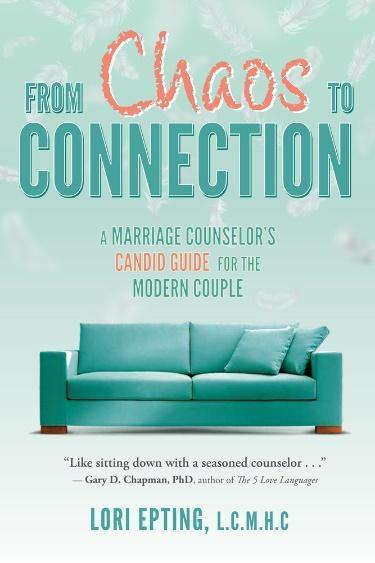 FROM Chaos TO
CONNECTION
A MARRIAGE COUNSELOR'S
CANDID GUIDE FOR THE
MODERN COUPLE
“Like sitting down with a seasoned counselor . . .”
— Gary D. Chapman, PhD, author of The 5 Love Languages
LORI EPTING, L.C.M.H.C